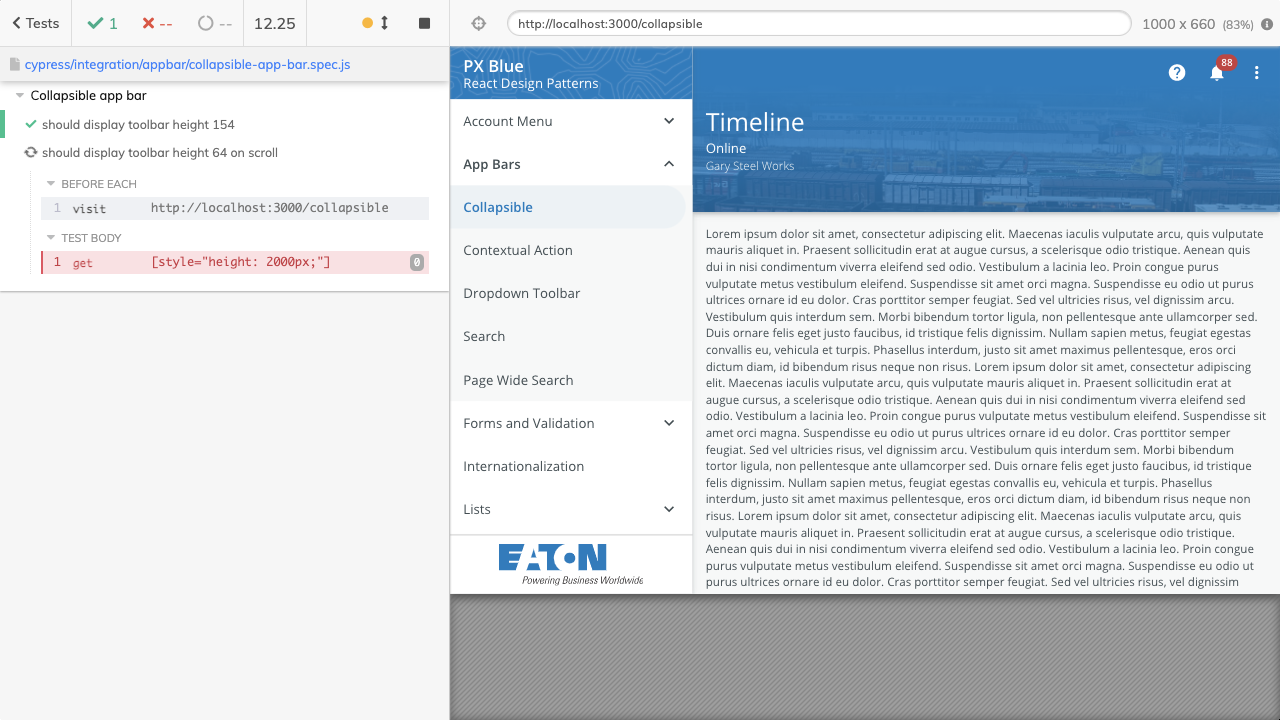 Tests
1
--
--
12.25
http://localhost:3000/collapsible
1000 x 660 (83%)
cypress/integration/appbar/collapsible-app-bar.spec.js
Collapsible app bar
should display toolbar height 154
should display toolbar height 64 on scroll
BEFORE EACH
1 visit http://localhost:3000/collapsible
TEST BODY
1 get [style="height: 2000px;"] 0
PX Blue
React Design Patterns
Account Menu
App Bars
Collapsible
Contextual Action
Dropdown Toolbar
Search
Page Wide Search
Forms and Validation
Internationalization
Lists
EATON
Powering Business Worldwide
88
Timeline
Online
Gary Steel Works
Lorem ipsum dolor sit amet, consectetur adipiscing elit. Maecenas iaculis vulputate arcu, quis vulputate
mauris aliquet in. Praesent sollicitudin erat at augue cursus, a scelerisque odio tristique. Aenean quis
dui in nisi condimentum viverra eleifend sed odio. Vestibulum a lacinia leo. Proin congue purus
vulputate metus vestibulum eleifend. Suspendisse sit amet orci magna. Suspendisse eu odio ut purus
ultrices ornare id eu dolor. Cras porttitor semper feugiat. Sed vel ultricies risus, vel dignissim arcu.
Vestibulum quis interdum sem. Morbi bibendum tortor ligula, non pellentesque ante ullamcorper sed.
Duis ornare felis eget justo faucibus, id tristique felis dignissim. Nullam sapien metus, feugiat egestas
convallis eu, vehicula et turpis. Phasellus interdum, justo sit amet maximus pellentesque, eros orci
dictum diam, id bibendum risus neque non risus. Lorem ipsum dolor sit amet, consectetur adipiscing
elit. Maecenas iaculis vulputate arcu, quis vulputate mauris aliquet in. Praesent sollicitudin erat at
augue cursus, a scelerisque odio tristique. Aenean quis dui in nisi condimentum viverra eleifend sed
odio. Vestibulum a lacinia leo. Proin congue purus vulputate metus vestibulum eleifend. Suspendisse sit
amet orci magna. Suspendisse eu odio ut purus ultrices ornare id eu dolor. Cras porttitor semper
feugiat. Sed vel ultricies risus, vel dignissim arcu. Vestibulum quis interdum sem. Morbi bibendum
tortor ligula, non pellentesque ante ullamcorper sed. Duis ornare felis eget justo faucibus, id tristique
felis dignissim. Nullam sapien metus, feugiat egestas convallis eu, vehicula et turpis. Phasellus
interdum, justo sit amet maximus pellentesque, eros orci dictum diam, id bibendum risus neque non
risus. Lorem ipsum dolor sit amet, consectetur adipiscing elit. Maecenas iaculis vulputate arcu, quis
vulputate mauris aliquet in. Praesent sollicitudin erat at augue cursus, a scelerisque odio tristique.
Aenean quis dui in nisi condimentum viverra eleifend sed odio. Vestibulum a lacinia leo. Proin congue
purus vulputate metus vestibulum eleifend. Suspendisse sit amet orci magna. Suspendisse eu odio ut
purus ultrices ornare id eu dolor. Cras porttitor semper feugiat. Sed vel ultricies risus, vel dignissim